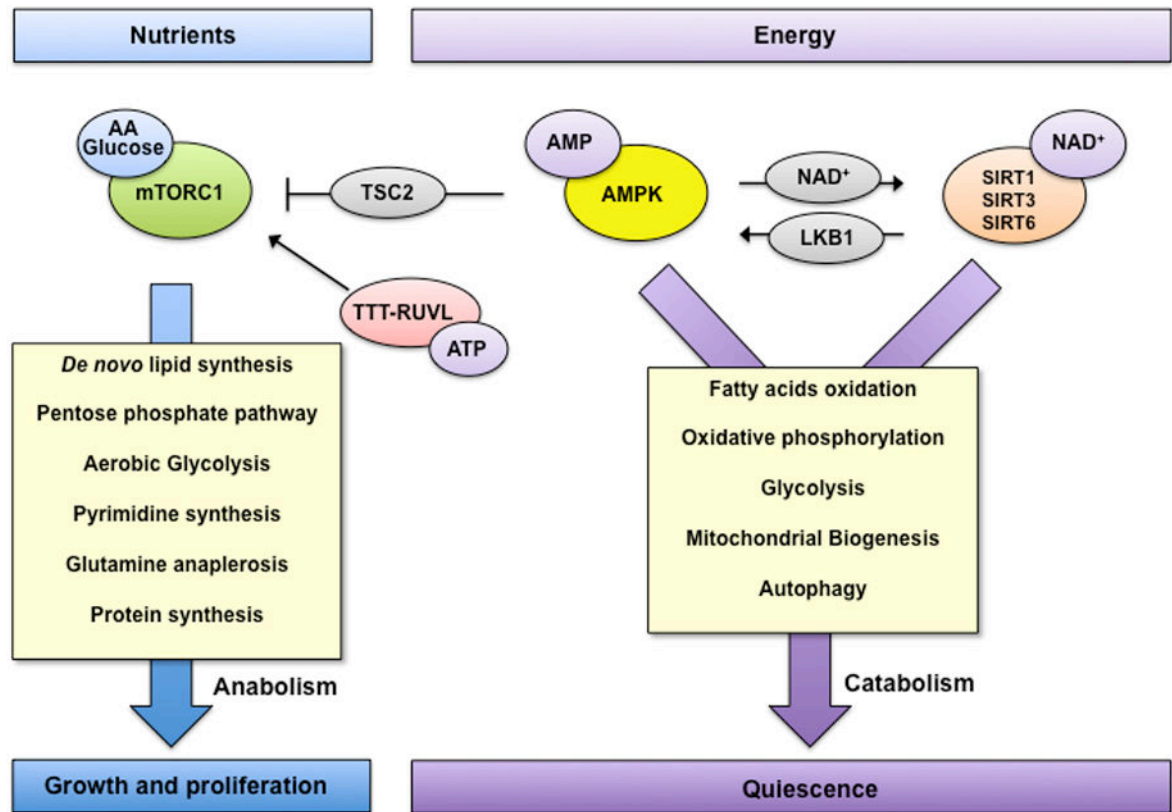 Nutrients
Energy
AA
Glucose
mTORC1
TSC2
AMP
AMPK
NAD⁺
LKB1
NAD⁺
SIRT1
SIRT3
SIRT6
TTT-RUVL
ATP
De novo lipid synthesis
Pentose phosphate pathway
Aerobic Glycolysis
Pyrimidine synthesis
Glutamine anaplerosis
Protein synthesis
Fatty acids oxidation
Oxidative phosphorylation
Glycolysis
Mitochondrial Biogenesis
Autophagy
Anabolism
Catabolism
Growth and proliferation
Quiescence